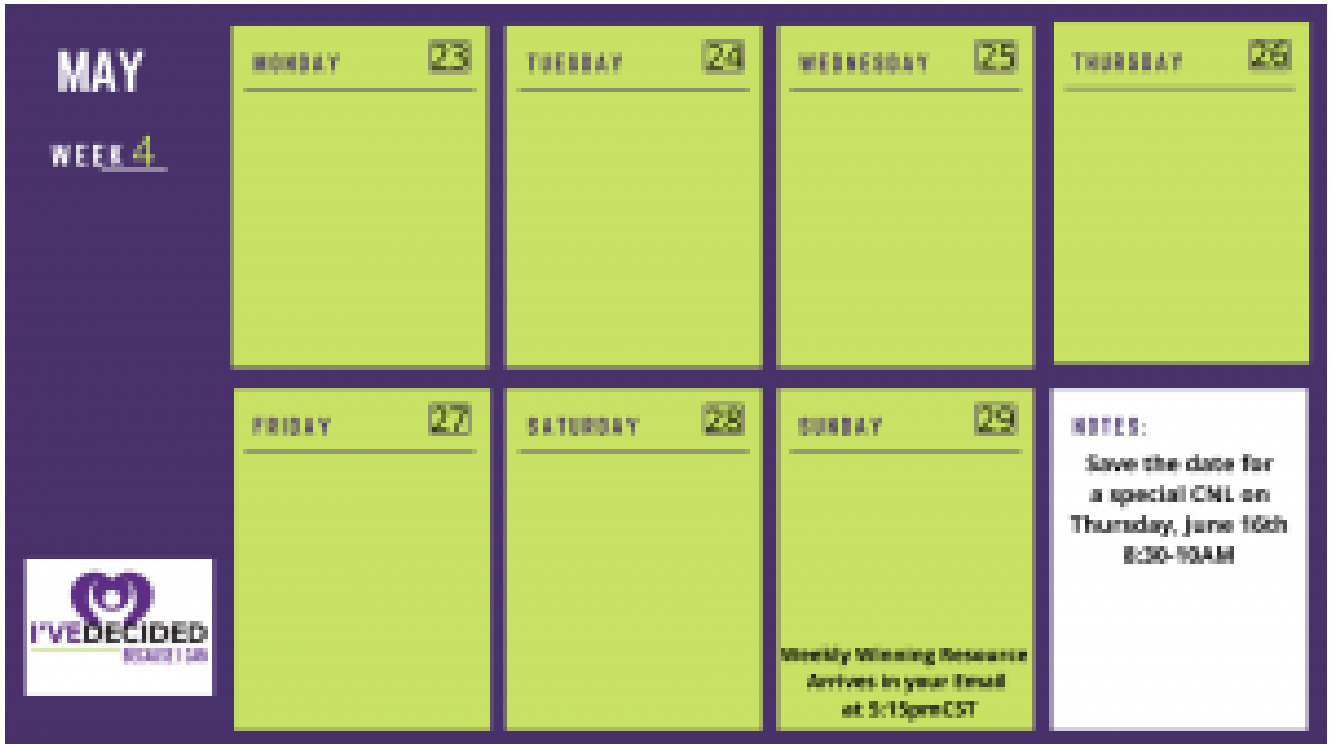 MAY
WEEK 4
MONDAY 23
TUESDAY 24
WEDNESDAY 25
THURSDAY 26
FRIDAY 27
SATURDAY 28
SUNDAY 29
Weekly Winning Resource
Arrives in your Email
at 5:15pmCST
NOTES:
Save the date for
a special CNL on
Thursday, June 16th
8:30-10AM
I'VEDECIDED
BECAUSE I CAN